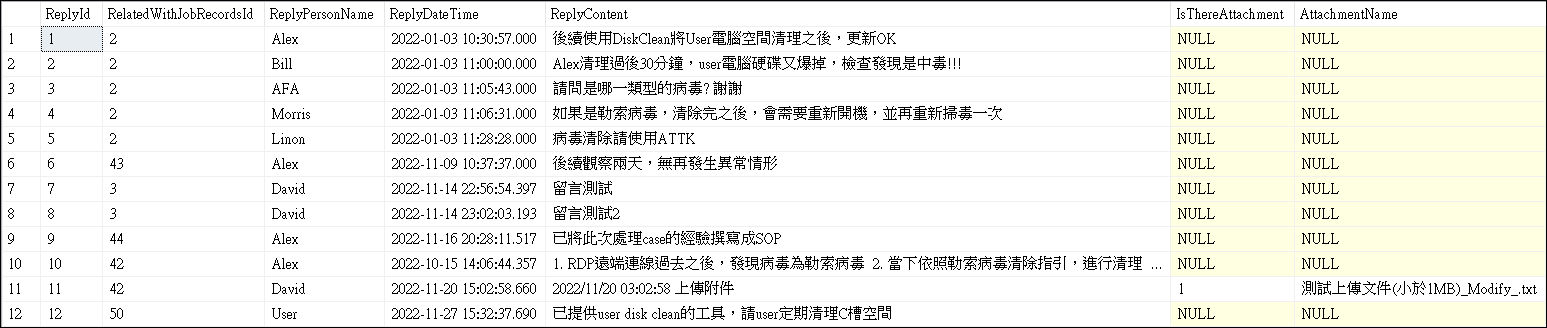 ReplyId RelatedWithJobRecordsId ReplyPersonName ReplyDateTime ReplyContent IsThereAttachment AttachmentName
1 1 2 Alex 2022-01-03 10:30:57.000 後續使用DiskClean將User電腦空間清理之後，更新OK NULL NULL
2 2 2 Bill 2022-01-03 11:00:00.000 Alex清理過後30分鐘，user電腦硬碟又爆掉，檢查發現是中毒!!! NULL NULL
3 3 2 AFA 2022-01-03 11:05:43.000 請問是哪一類型的病毒? 謝謝 NULL NULL
4 4 2 Morris 2022-01-03 11:06:31.000 如果是勒索病毒，清除完之後，會需要重新開機，並再重新掃毒一次 NULL NULL
5 5 2 Linon 2022-01-03 11:28:28.000 病毒清除請使用ATTK NULL NULL
6 6 43 Alex 2022-11-09 10:37:37.000 後續觀察兩天，無再發生異常情形 NULL NULL
7 7 3 David 2022-11-14 22:56:54.397 留言測試 NULL NULL
8 8 3 David 2022-11-14 23:02:03.193 留言測試2 NULL NULL
9 9 44 Alex 2022-11-16 20:28:11.517 已將此次處理case的經驗撰寫成SOP NULL NULL
10 10 42 Alex 2022-10-15 14:06:44.357 1. RDP遠端連線過去之後，發現病毒為勒索病毒 2. 當下依照勒索病毒清除指引，進行清理 ... NULL NULL
11 11 42 David 2022-11-20 15:02:58.660 2022/11/20 03:02:58 上傳附件 1 測試上傳文件(小於1MB)_Modify_.txt
12 12 50 User 2022-11-27 15:32:37.690 已提供user disk clean的工具，請user定期清理C槽空間 NULL NULL